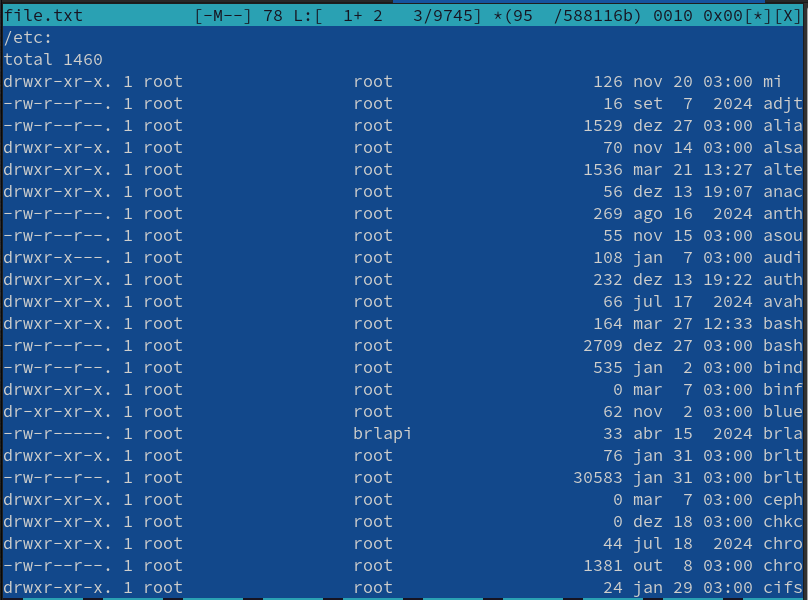 file.txt           [-M--] 78 L:[  1+ 2   3/9745] *(95  /588116b) 0010 0x00[*][X]
/etc:
total 1460
drwxr-xr-x. 1 root                 root                    126 nov 20 03:00 mi
-rw-r--r--. 1 root                 root                     16 set  7  2024 adjt
-rw-r--r--. 1 root                 root                   1529 dez 27 03:00 alia
drwxr-xr-x. 1 root                 root                     70 nov 14 03:00 alsa
drwxr-xr-x. 1 root                 root                   1536 mar 21 13:27 alte
drwxr-xr-x. 1 root                 root                     56 dez 13 19:07 anac
-rw-r--r--. 1 root                 root                    269 ago 16  2024 anth
-rw-r--r--. 1 root                 root                     55 nov 15 03:00 asou
drwxr-x---. 1 root                 root                    108 jan  7 03:00 audi
drwxr-xr-x. 1 root                 root                    232 dez 13 19:22 auth
drwxr-xr-x. 1 root                 root                     66 jul 17  2024 avah
drwxr-xr-x. 1 root                 root                    164 mar 27 12:33 bash
-rw-r--r--. 1 root                 root                   2709 dez 27 03:00 bash
-rw-r--r--. 1 root                 root                    535 jan  2 03:00 bind
drwxr-xr-x. 1 root                 root                      0 mar  7 03:00 binf
dr-xr-xr-x. 1 root                 root                     62 nov  2 03:00 blue
-rw-r-----. 1 root                 brlapi                   33 abr 15  2024 brla
drwxr-xr-x. 1 root                 root                     76 jan 31 03:00 brlt
-rw-r--r--. 1 root                 root                  30583 jan 31 03:00 brlt
drwxr-xr-x. 1 root                 root                      0 mar  7 03:00 ceph
drwxr-xr-x. 1 root                 root                      0 dez 18 03:00 chkc
drwxr-xr-x. 1 root                 root                     44 jul 18  2024 chro
-rw-r--r--. 1 root                 root                   1381 out  8 03:00 chro
drwxr-xr-x. 1 root                 root                     24 jan 29 03:00 cifs